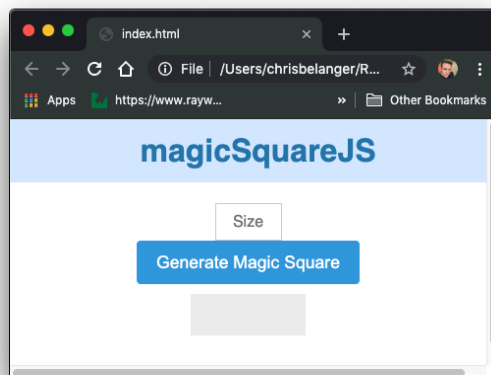 index.html
File /Users/chrisbelanger/R...
Apps https://www.rayw... » Other Bookmarks
magicSquareJS
Size
Generate Magic Square